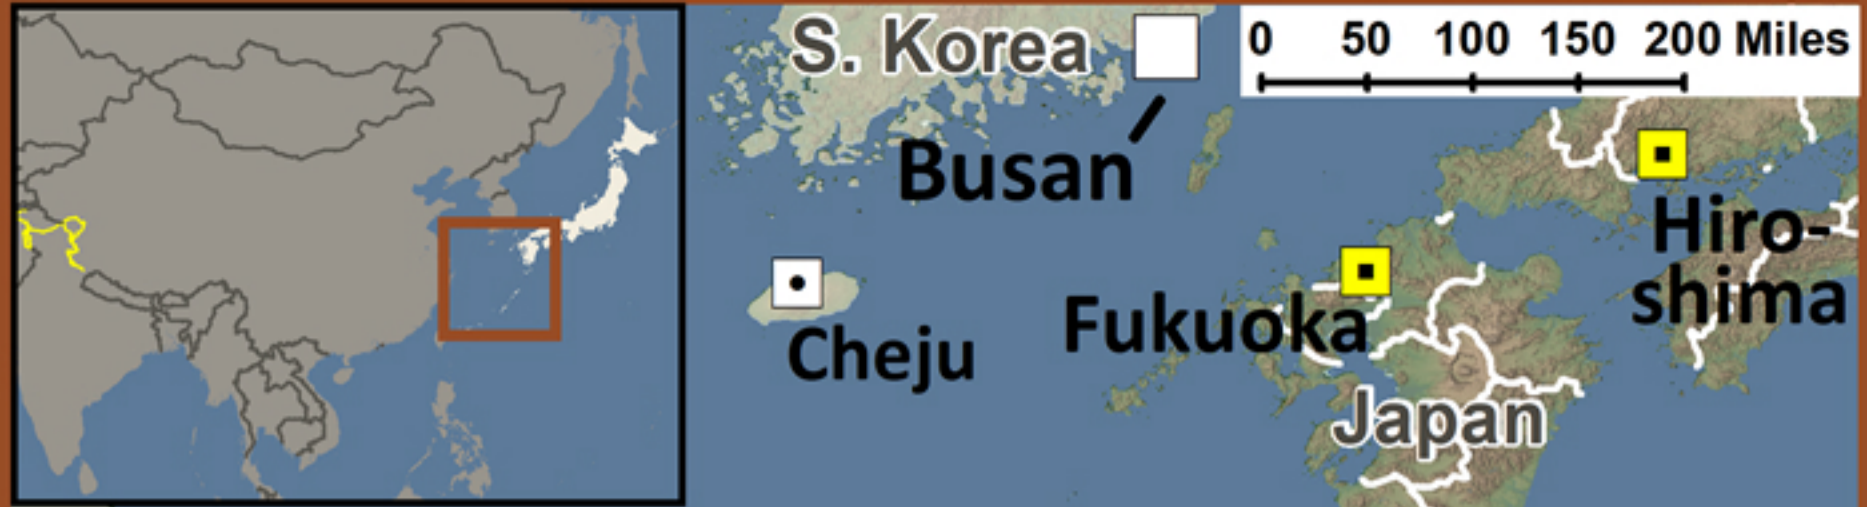 S. Korea
0 50 100 150 200 Miles
Busan
Hiro-
shima
Cheju
Fukuoka
Japan